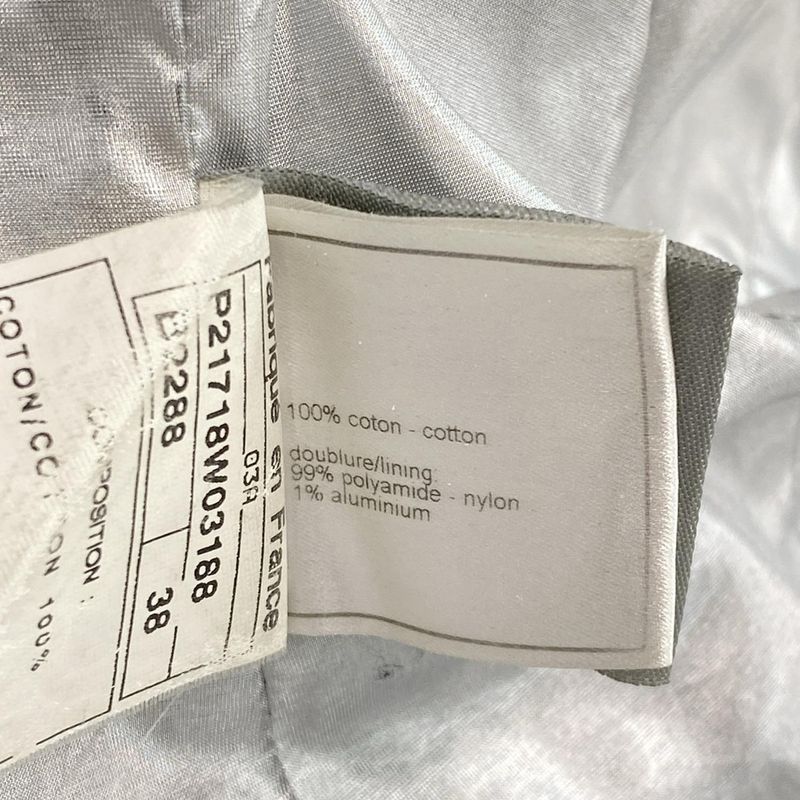 Fabrique en France
03A
P21718W03188
38
COMPOSITION :
COTON/COTTON 100%
100% coton - cotton
doublure/lining:
99% polyamide - nylon
1% aluminium